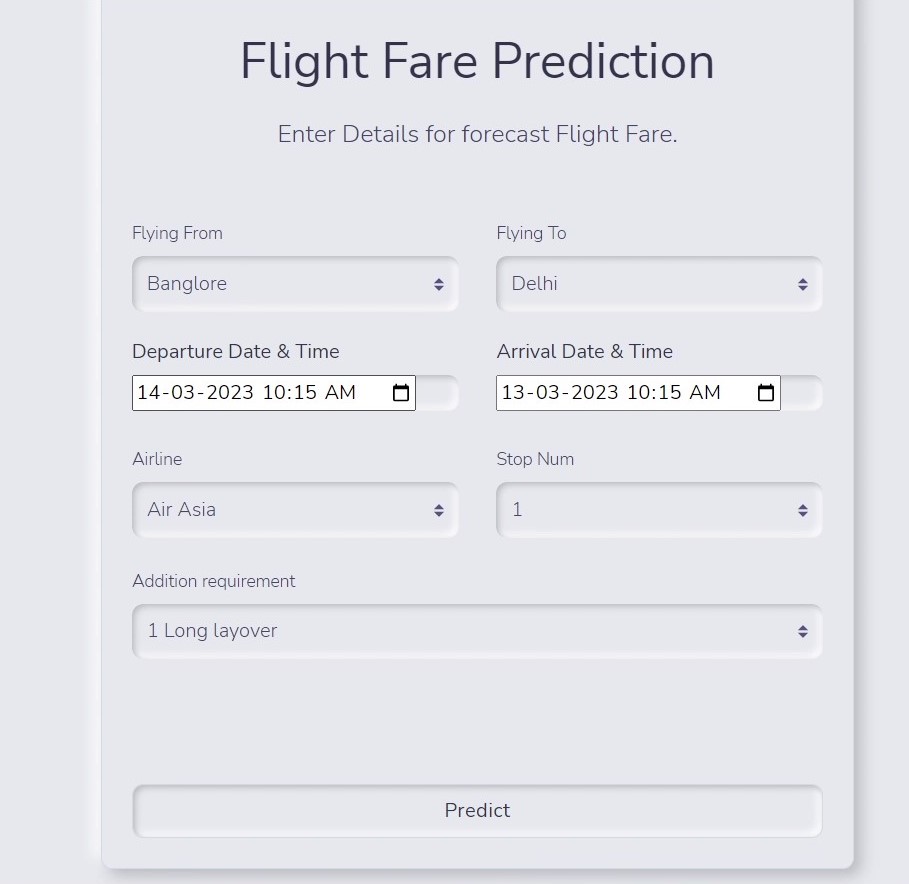 Flight Fare Prediction
Enter Details for forecast Flight Fare.
Flying From
Flying To
Banglore
Delhi
Departure Date & Time
Arrival Date & Time
14-03-2023 10:15 AM
13-03-2023 10:15 AM
Airline
Stop Num
Air Asia
1
Addition requirement
1 Long layover
Predict